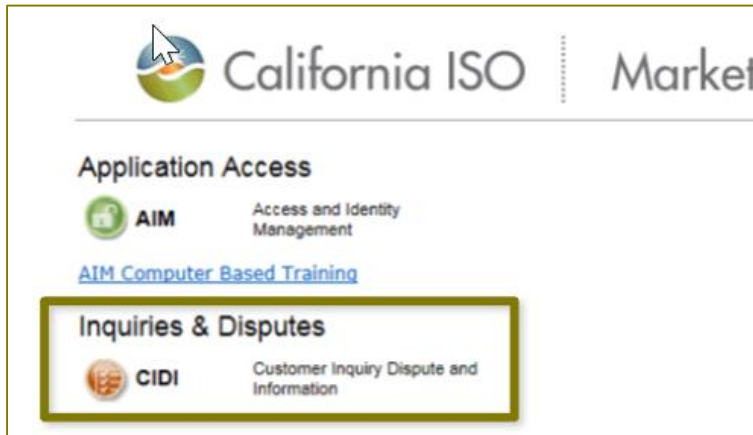 California ISO Market
Application Access
AIM Access and Identity
Management
AIM Computer Based Training
Inquiries & Disputes
CIDI Customer Inquiry Dispute and
Information